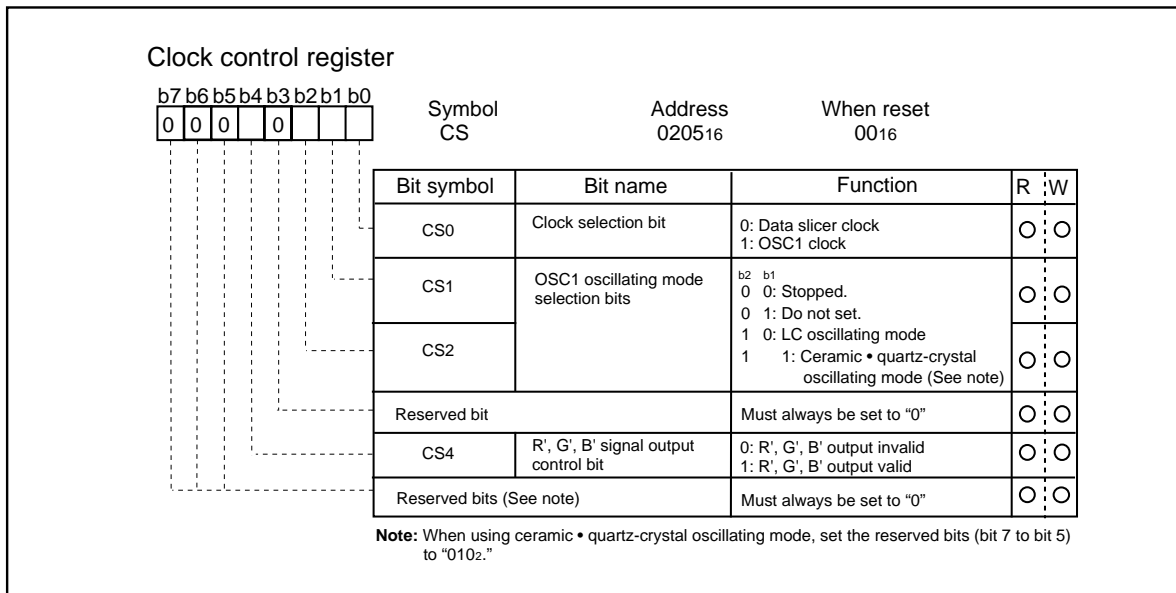 Clock control register
b7 b6 b5 b4 b3 b2 b1 b0
0 0 0 0
Symbol Address When reset
CS 020516 0016
Bit symbol Bit name Function R W
CS0 Clock selection bit 0: Data slicer clock
1: OSC1 clock
CS1 OSC1 oscillating mode
selection bits
b2 b1
0 0: Stopped.
0 1: Do not set.
1 0: LC oscillating mode
CS2 1 1: Ceramic • quartz-crystal
oscillating mode (See note)
Reserved bit Must always be set to “0”
CS4 R', G', B' signal output
control bit
0: R', G', B' output invalid
1: R', G', B' output valid
Reserved bits (See note) Must always be set to “0”
Note: When using ceramic • quartz-crystal oscillating mode, set the reserved bits (bit 7 to bit 5)
to “0102.”